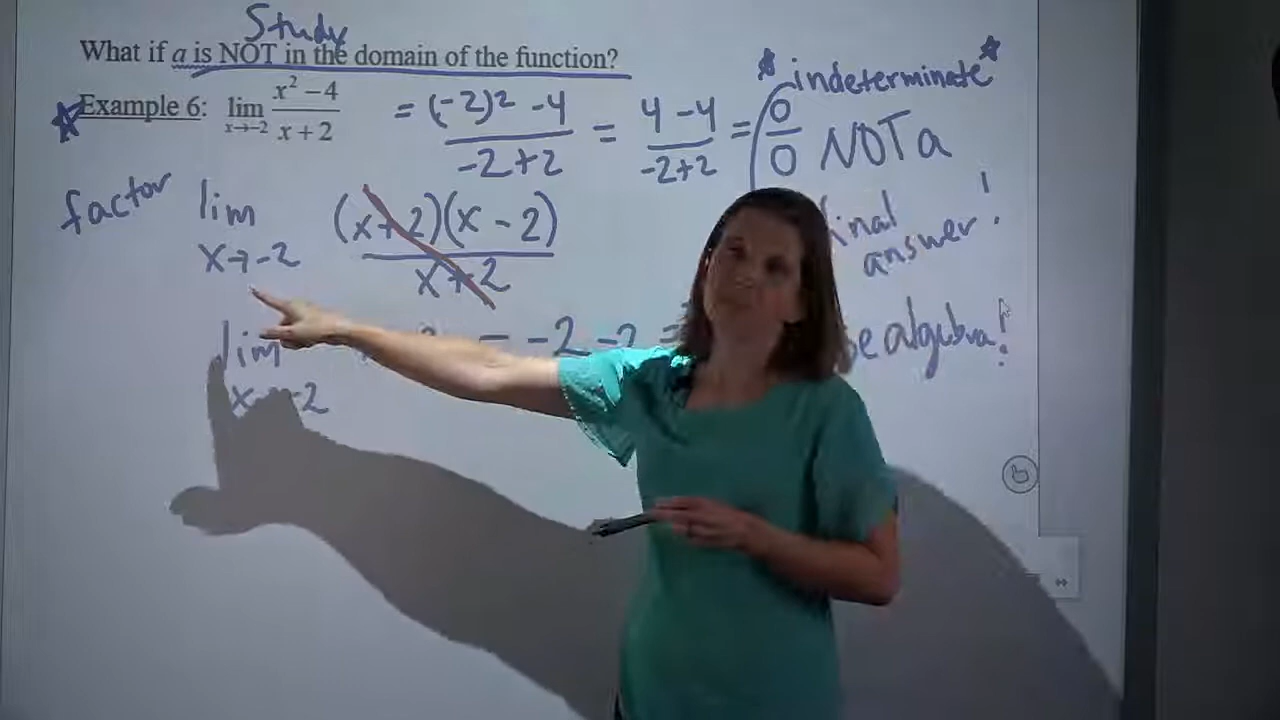 Study
What if a is NOT in the domain of the function?
Example 6: lim x→-2 (x² − 4)/(x + 2) = ((-2)² - 4)/(-2+2) = (4 - 4)/(-2+2) = 0/0
*indeterminate*
NOT a
final
answer!
factor lim x→-2 (x+2)(x - 2)/(x+2)
lim x→-2 = -2 -2 =
algebra!